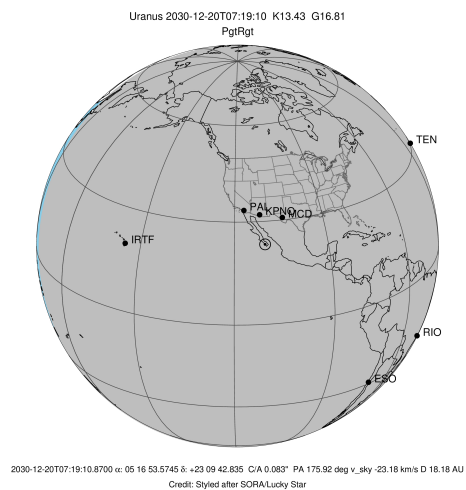 Uranus 2030-12-20T07:19:10 K13.43 G16.81
PgtRgt
TEN
PAL
KPNO
MCD
IRTF
RIO
ESO
2030-12-20T07:19:10.8700 α: 05 16 53.5745 δ: +23 09 42.835 C/A 0.083" PA 175.92 deg v_sky -23.18 km/s D 18.18 AU
Credit: Styled after SORA/Lucky Star